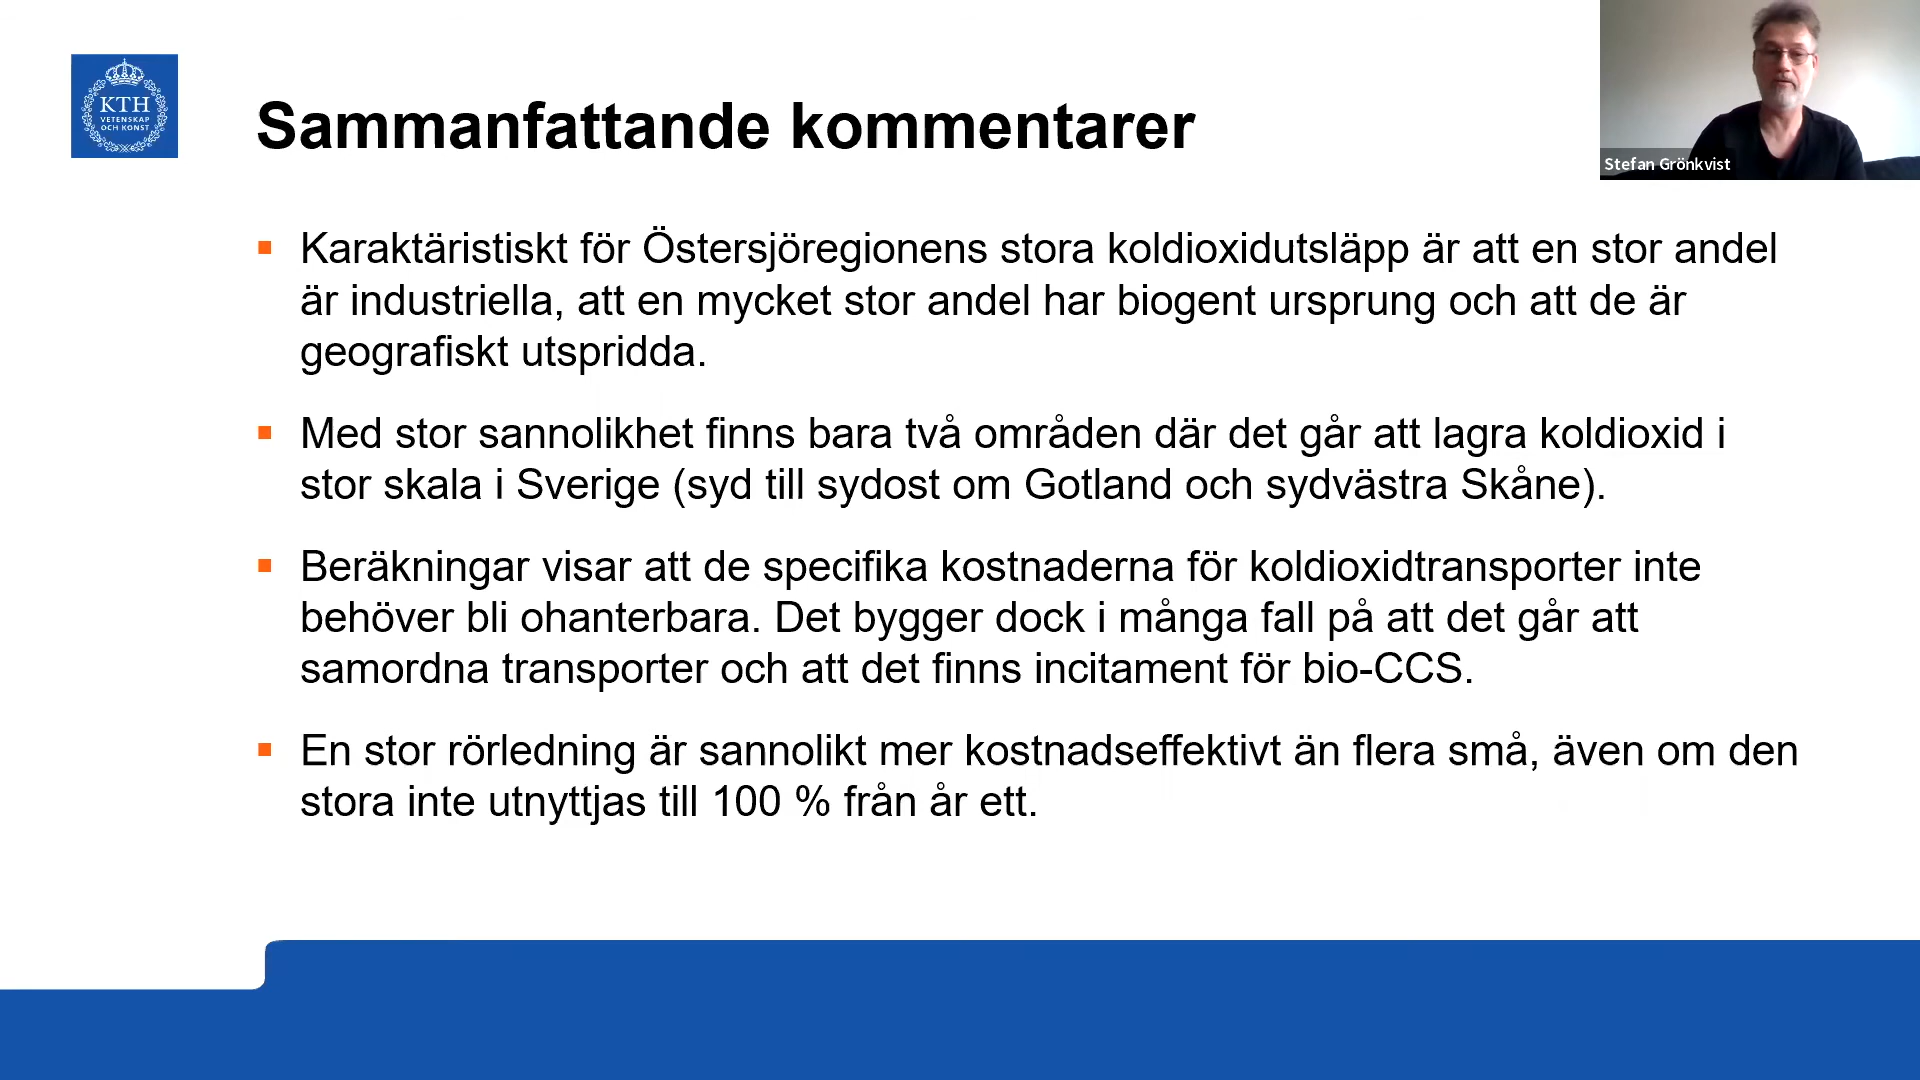 KTH
VETENSKAP
OCH KONST
Sammanfattande kommentarer
Stefan Grönkvist
Karaktäristiskt för Östersjöregionens stora koldioxidutsläpp är att en stor andel
är industriella, att en mycket stor andel har biogent ursprung och att de är
geografiskt utspridda.
Med stor sannolikhet finns bara två områden där det går att lagra koldioxid i
stor skala i Sverige (syd till sydost om Gotland och sydvästra Skåne).
Beräkningar visar att de specifika kostnaderna för koldioxidtransporter inte
behöver bli ohanterbara. Det bygger dock i många fall på att det går att
samordna transporter och att det finns incitament för bio-CCS.
En stor rörledning är sannolikt mer kostnadseffektivt än flera små, även om den
stora inte utnyttjas till 100 % från år ett.